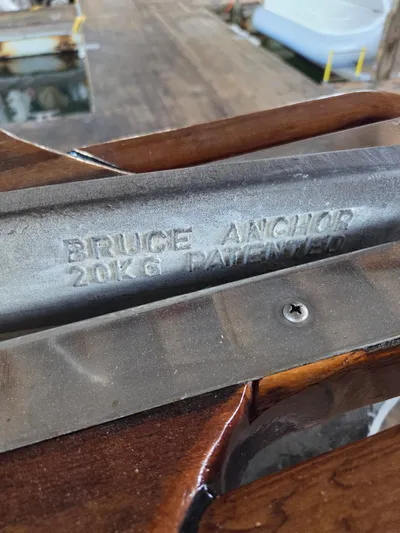 BRUCE ANCHOR
20KG PATENTED